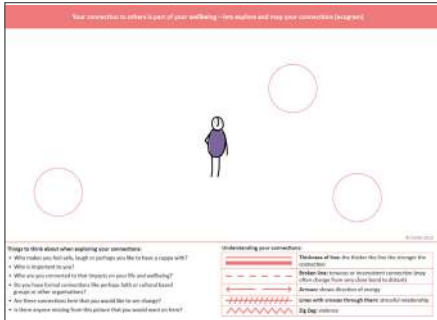 Your connection to others is part of your wellbeing – lets explore and map your connections (ecogram)
Things to think about when exploring your connections:
• Who makes you feel safe, laugh or perhaps you like to have a cuppa with?
• Who is important to you?
• Who are you connected to that impacts on your life and wellbeing?
• Do you have formal connections like perhaps faith or cultural based
groups or other organisations?
• Are there connections here that you would like to see change?
• Is there anyone missing from this picture that you would want on here?
Understanding your connections:
Thickness of line: the thicker the line the stronger the
connection
Broken line: tenuous or inconsistent connection (may
often change from very close bond to distant)
Arrows: shows direction of energy
Lines with crosses through them: stressful relationship
Zig Zag: violence